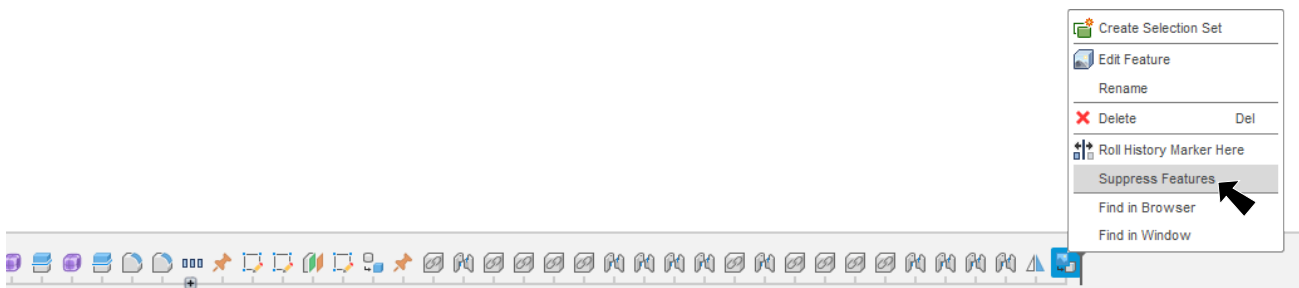 Create Selection Set
Edit Feature
Rename
Delete Del
Roll History Marker Here
Suppress Features
Find in Browser
Find in Window